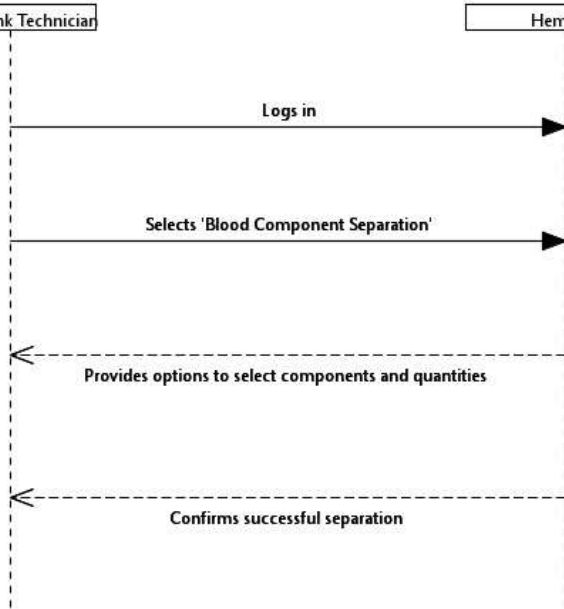 nk Technician
Hem
Logs in
Selects 'Blood Component Separation'
Provides options to select components and quantities
Confirms successful separation